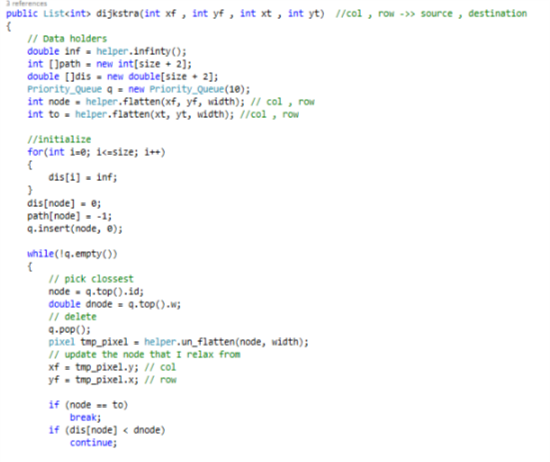 3 references
public List<int> dijkstra(int xf , int yf , int xt , int yt)  //col , row ->> source , destination
{
    // Data holders
    double inf = helper.infinty();
    int []path = new int[size + 2];
    double []dis = new double[size + 2];
    Priority_Queue q = new Priority_Queue(10);
    int node = helper.flatten(xf, yf, width); // col , row
    int to = helper.flatten(xt, yt, width); //col , row

    //initialize
    for(int i=0; i<=size; i++)
    {
        dis[i] = inf;
    }
    dis[node] = 0;
    path[node] = -1;
    q.insert(node, 0);

    while(!q.empty())
    {
        // pick clossest
        node = q.top().id;
        double dnode = q.top().w;
        // delete
        q.pop();
        pixel tmp_pixel = helper.un_flatten(node, width);
        // update the node that I relax from
        xf = tmp_pixel.y; // col
        yf = tmp_pixel.x; // row

        if (node == to)
            break;
        if (dis[node] < dnode)
            continue;